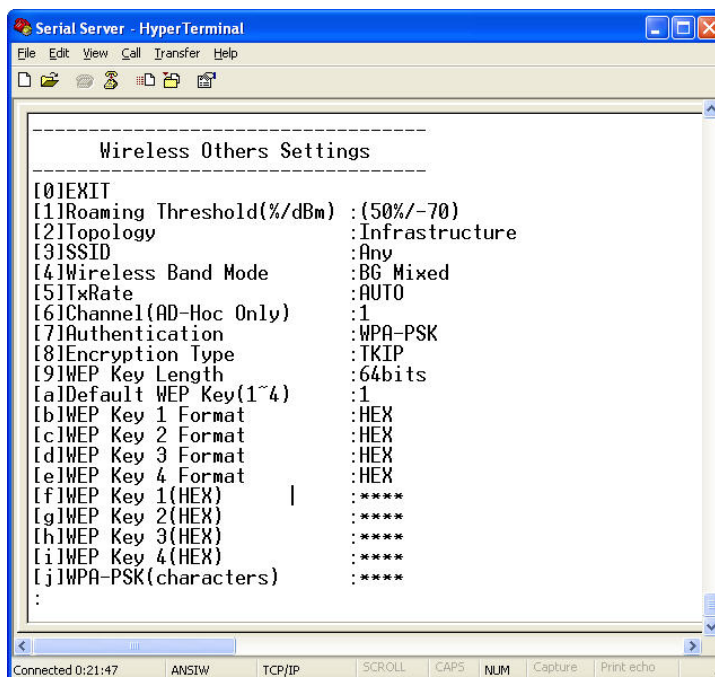 Serial Server - HyperTerminal
File Edit View Call Transfer Help
------------------------------------
Wireless Others Settings
------------------------------------
[0]EXIT
[1]Roaming Threshold(%/dBm) :(50%/-70)
[2]Topology :Infrastructure
[3]SSID :Any
[4]Wireless Band Mode :BG Mixed
[5]TxRate :AUTO
[6]Channel(AD-Hoc Only) :1
[7]Authentication :WPA-PSK
[8]Encryption Type :TKIP
[9]WEP Key Length :64bits
[a]Default WEP Key(1~4) :1
[b]WEP Key 1 Format :HEX
[c]WEP Key 2 Format :HEX
[d]WEP Key 3 Format :HEX
[e]WEP Key 4 Format :HEX
[f]WEP Key 1(HEX) :****
[g]WEP Key 2(HEX) :****
[h]WEP Key 3(HEX) :****
[i]WEP Key 4(HEX) :****
[j]WPA-PSK(characters) :****
:
Connected 0:21:47 ANSIW TCP/IP SCROLL CAPS NUM Capture Print echo